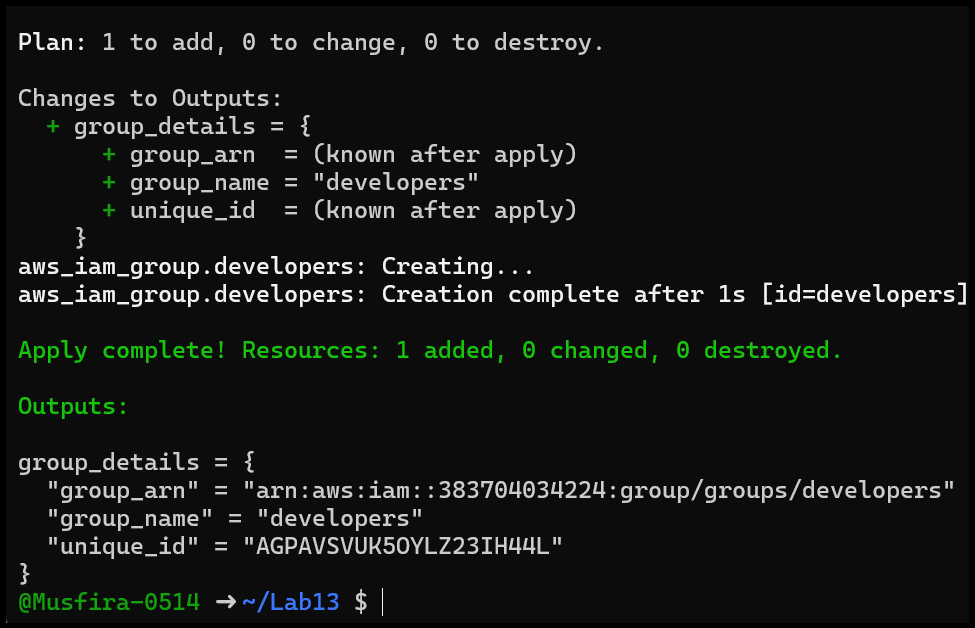 Plan: 1 to add, 0 to change, 0 to destroy.
Changes to Outputs:
  + group_details = {
      + group_arn  = (known after apply)
      + group_name = "developers"
      + unique_id  = (known after apply)
    }
aws_iam_group.developers: Creating...
aws_iam_group.developers: Creation complete after 1s [id=developers]
Apply complete! Resources: 1 added, 0 changed, 0 destroyed.
Outputs:
group_details = {
  "group_arn" = "arn:aws:iam::383704034224:group/groups/developers"
  "group_name" = "developers"
  "unique_id" = "AGPAVSVUK5OYLZ23IH44L"
}
@Musfira-0514 ➜ ~/Lab13 $